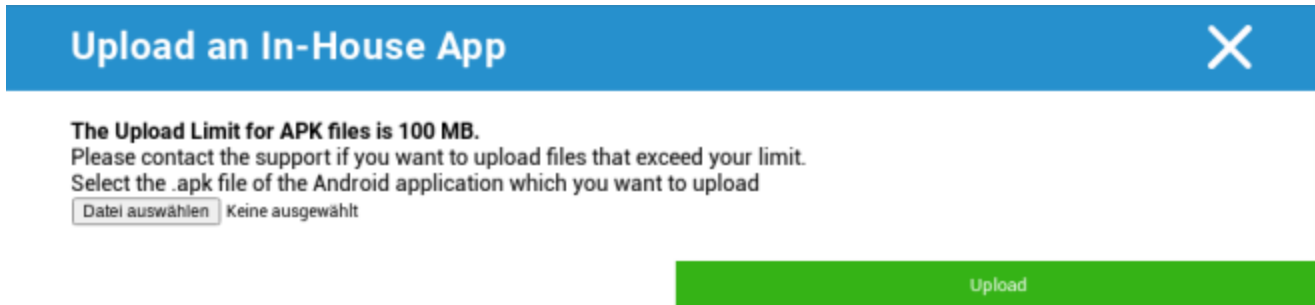 Upload an In-House App
The Upload Limit for APK files is 100 MB.
Please contact the support if you want to upload files that exceed your limit.
Select the .apk file of the Android application which you want to upload
Datei auswählen Keine ausgewählt
Upload